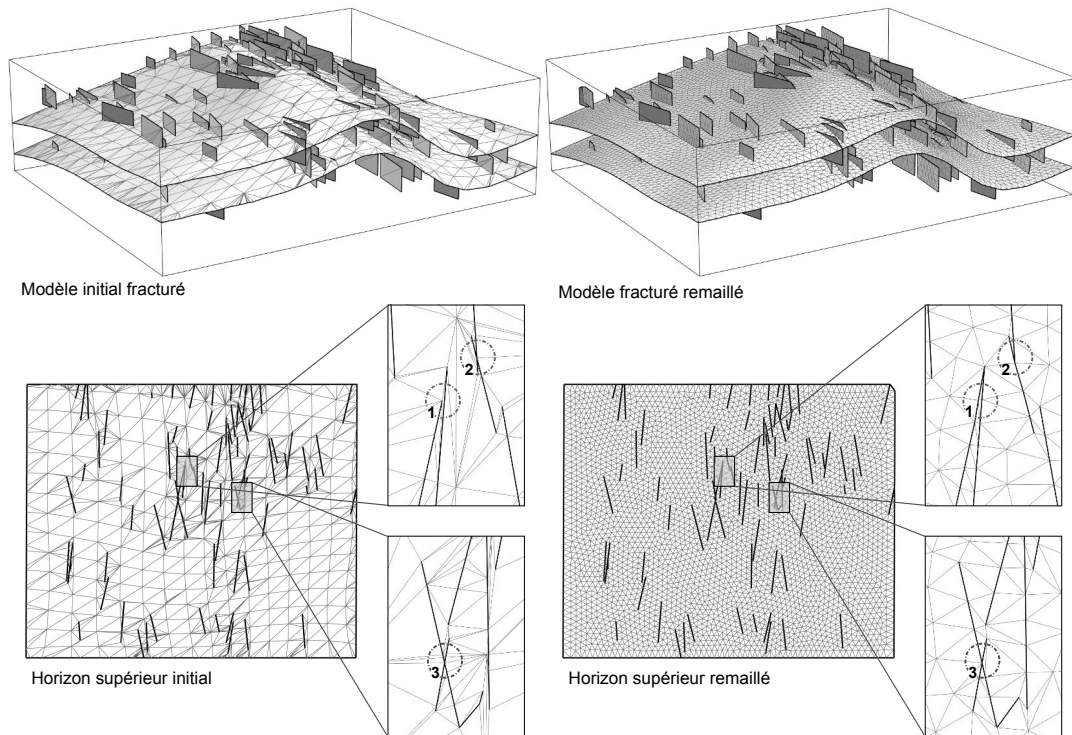 Modèle initial fracturé
Modèle fracturé remaillé
2
1
2
1
3
3
Horizon supérieur initial
Horizon supérieur remaillé